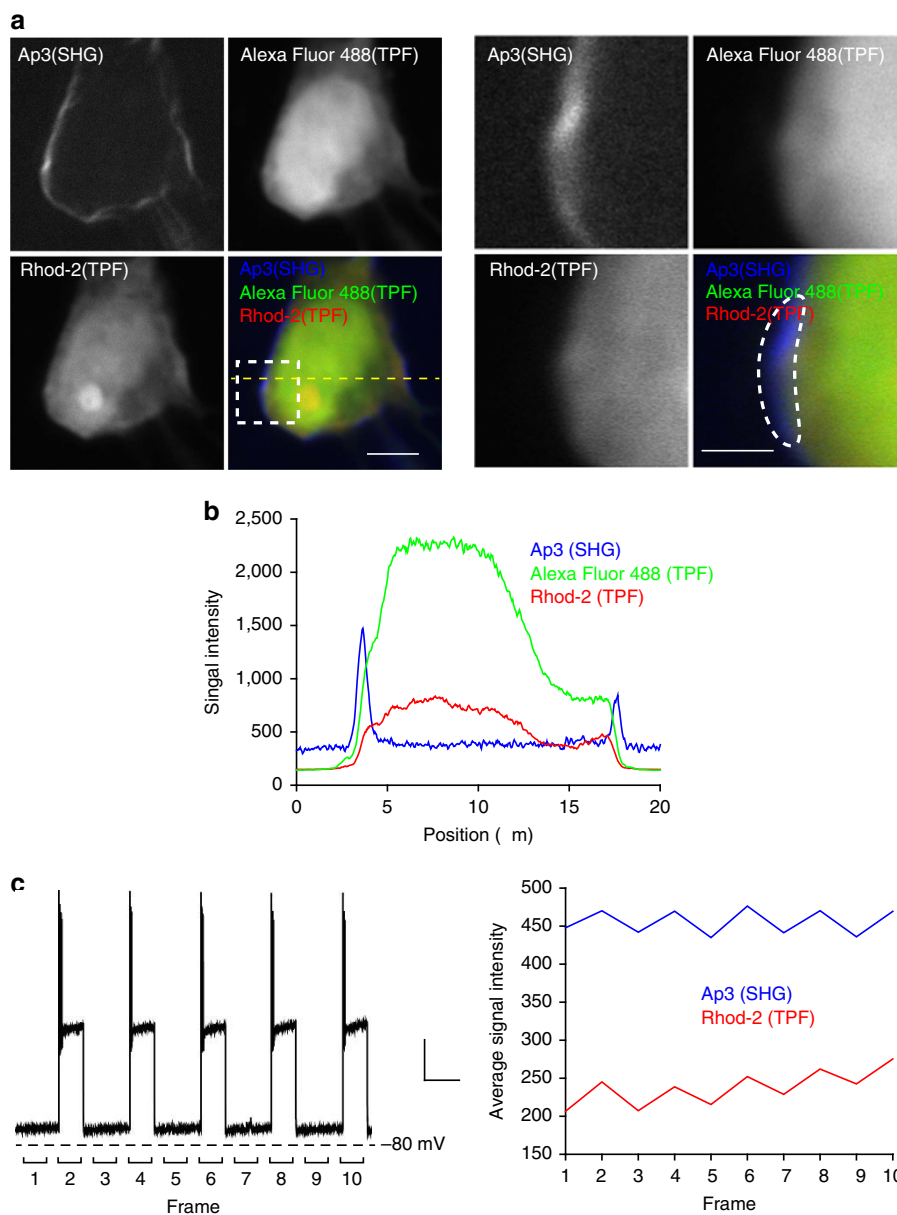 a
Ap3(SHG)
Alexa Fluor 488(TPF)
Ap3(SHG)
Alexa Fluor 488(TPF)
Rhod-2(TPF)
Ap3(SHG)
Alexa Fluor 488(TPF)
Rhod-2(TPF)
Rhod-2(TPF)
Ap3(SHG)
Alexa Fluor 488(TPF)
Rhod-2(TPF)
b
2,500
2,000
1,500
1,000
500
0
Singal intensity
Ap3 (SHG)
Alexa Fluor 488 (TPF)
Rhod-2 (TPF)
0 5 10 15 20
Position ( m)
c
–80 mV
1 2 3 4 5 6 7 8 9 10
Frame
500
450
400
350
300
250
200
150
Average signal intensity
Ap3 (SHG)
Rhod-2 (TPF)
1 2 3 4 5 6 7 8 9 10
Frame